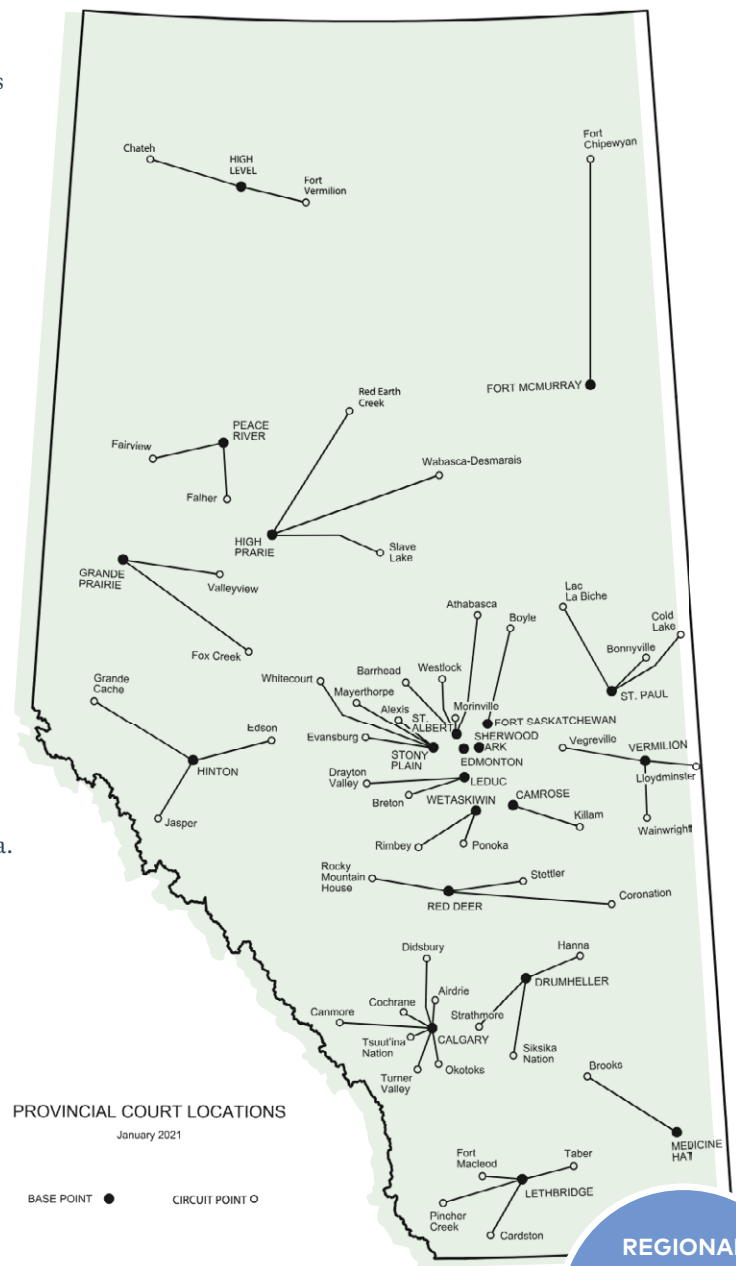 s
Fort
Chipewyan
Chateh
HIGH
LEVEL
Fort
Vermilion
FORT MCMURRAY
Red Earth
Creek
PEACE
RIVER
Fairview
Wabasca-Desmarais
Falher
HIGH
PRARIE
Slave
Lake
GRANDE
PRAIRIE
Valleyview
Lac
La Biche
Athabasca
Boyle
Cold
Lake
Bonnyville
Fox Creek
Westlock
Barrhead
Whitecourt
Grande
Cache
Mayerthorpe
ST. PAUL
Alexis
Morinville
ST.
ALBERT
FORT SASKATCHEWAN
Edson
Evansburg
SHERWOOD
ARK
Vegreville
VERMILION
STONY
PLAIN
EDMONTON
HINTON
Drayton
Valley
LEDUC
Lloydminster
Breton
WETASKIWIN
CAMROSE
Killam
Jasper
Wainwright
Rimbey
Ponoka
a.
Rocky
Mountain
House
Stettler
Coronation
RED DEER
Didsbury
Hanna
DRUMHELLER
Airdrie
Cochrane
Canmore
Strathmore
CALGARY
Tsuut'ina
Nation
Siksika
Nation
Turner
Valley
Okotoks
Brooks
PROVINCIAL COURT LOCATIONS
January 2021
MEDICINE
HAT
Fort
Macleod
Taber
LETHBRIDGE
BASE POINT
CIRCUIT POINT
Pincher
Creek
Cardston
REGIONAL